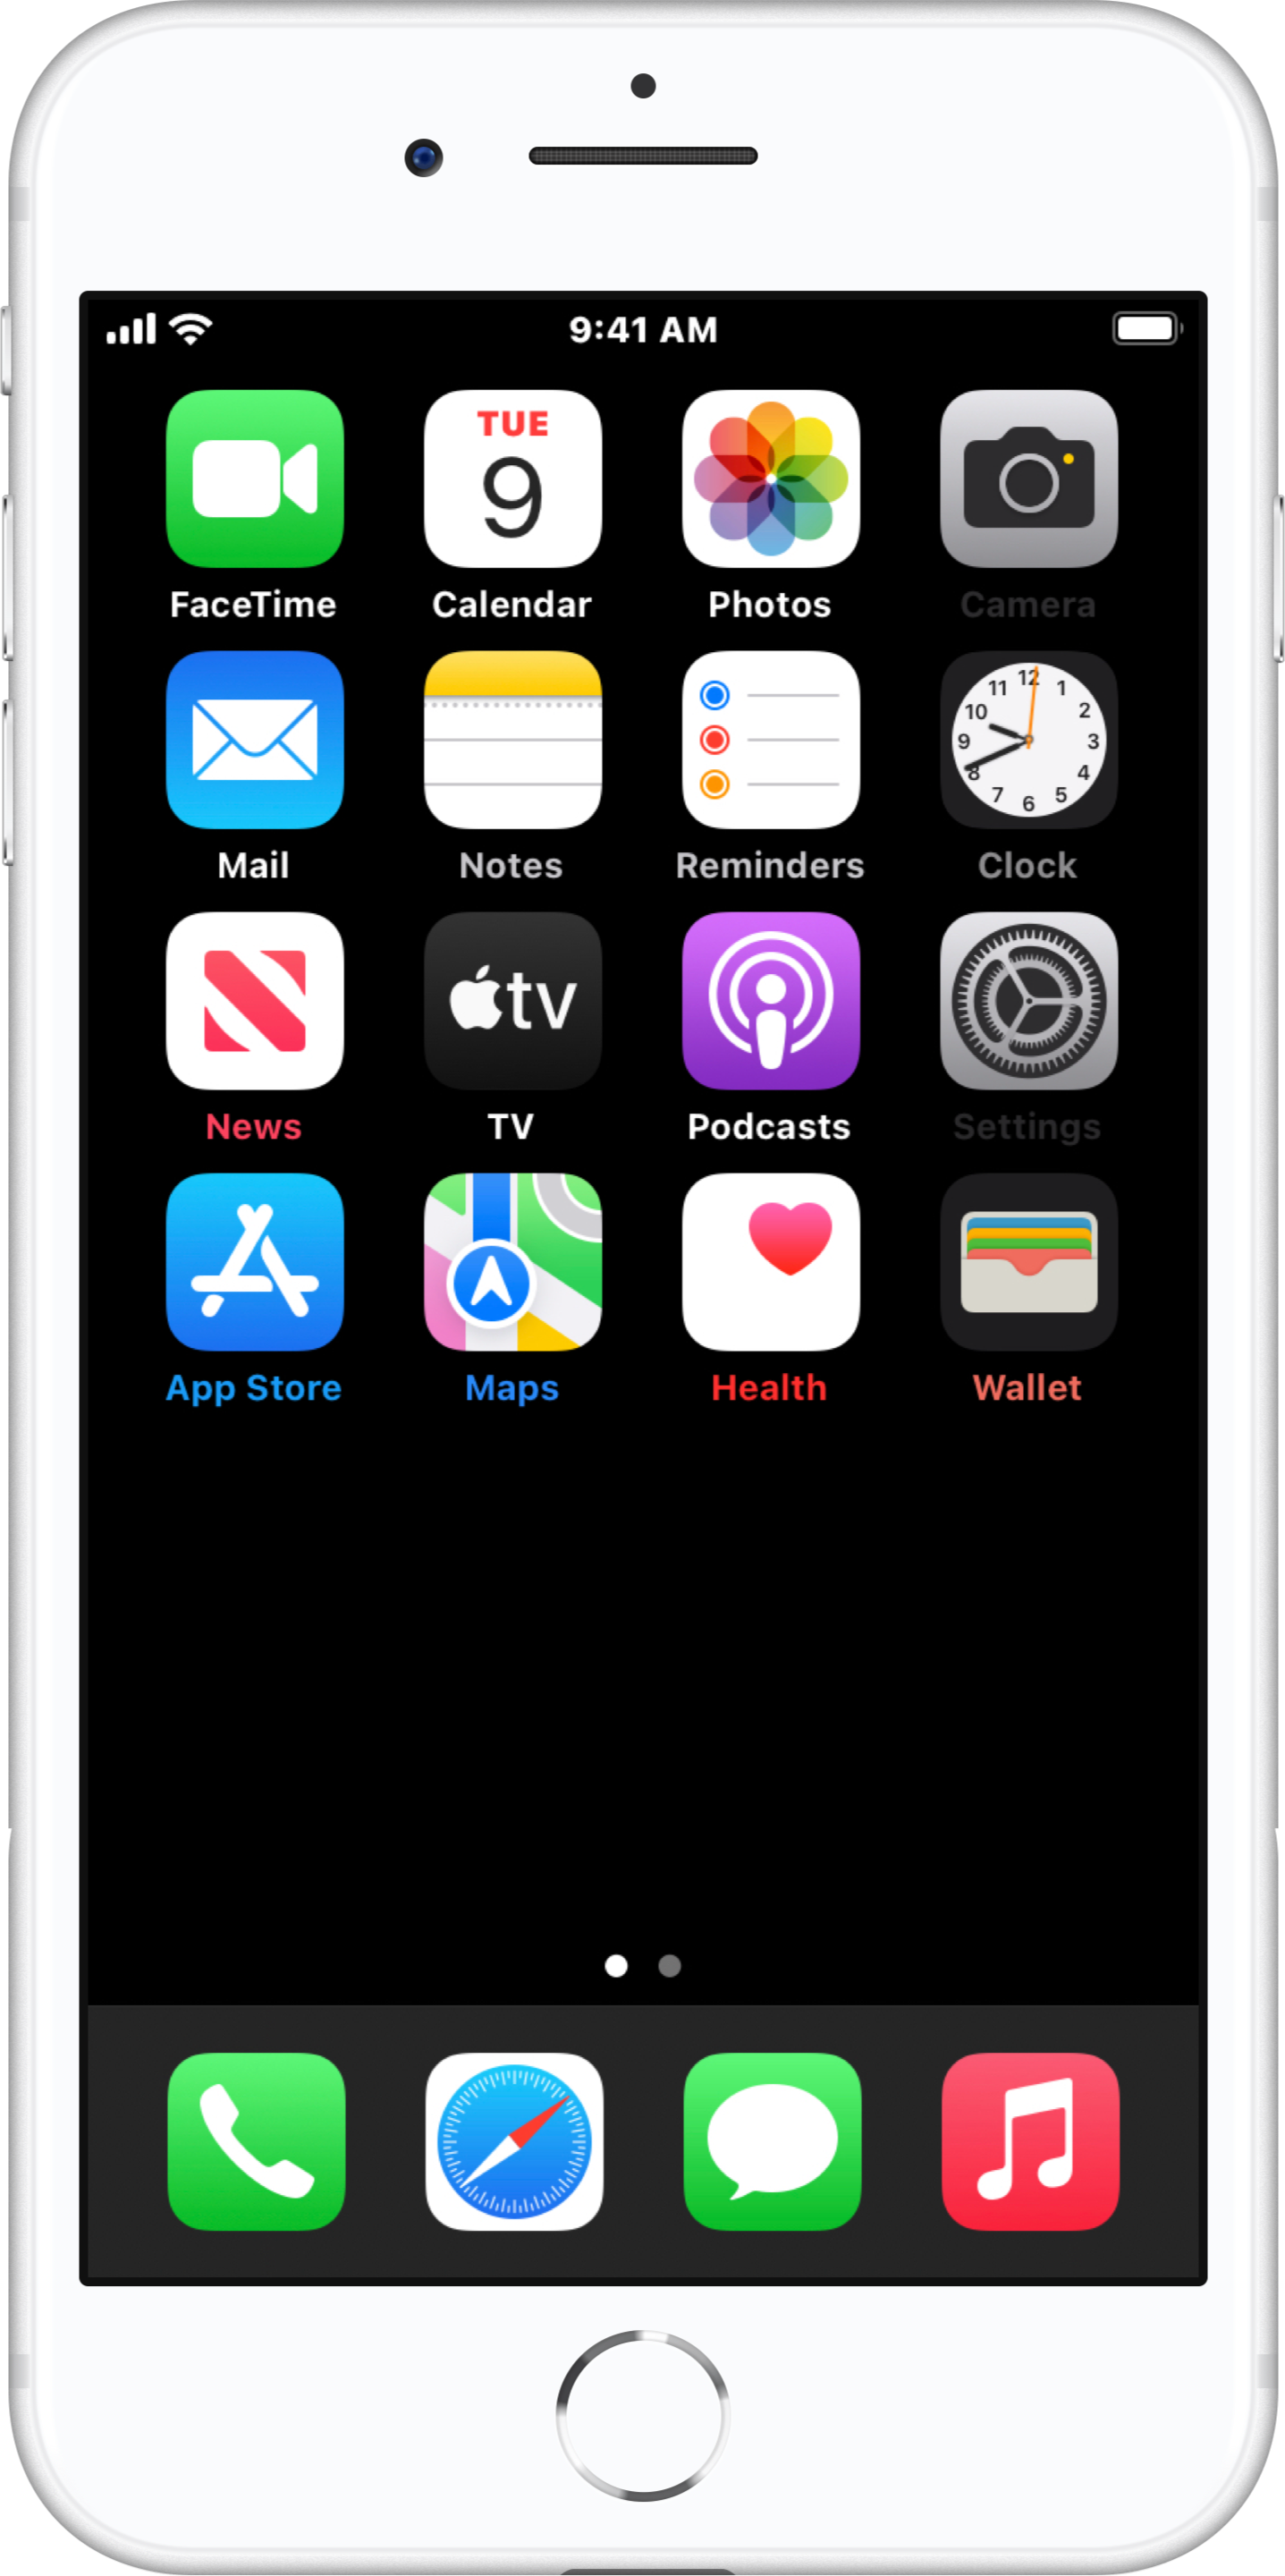 9:41 AM
TUE
9
FaceTime Calendar Photos Camera
12
11 1
10 2
9 3
8 4
7 5
6
Mail Notes Reminders Clock
tv
News TV Podcasts Settings
App Store Maps Health Wallet